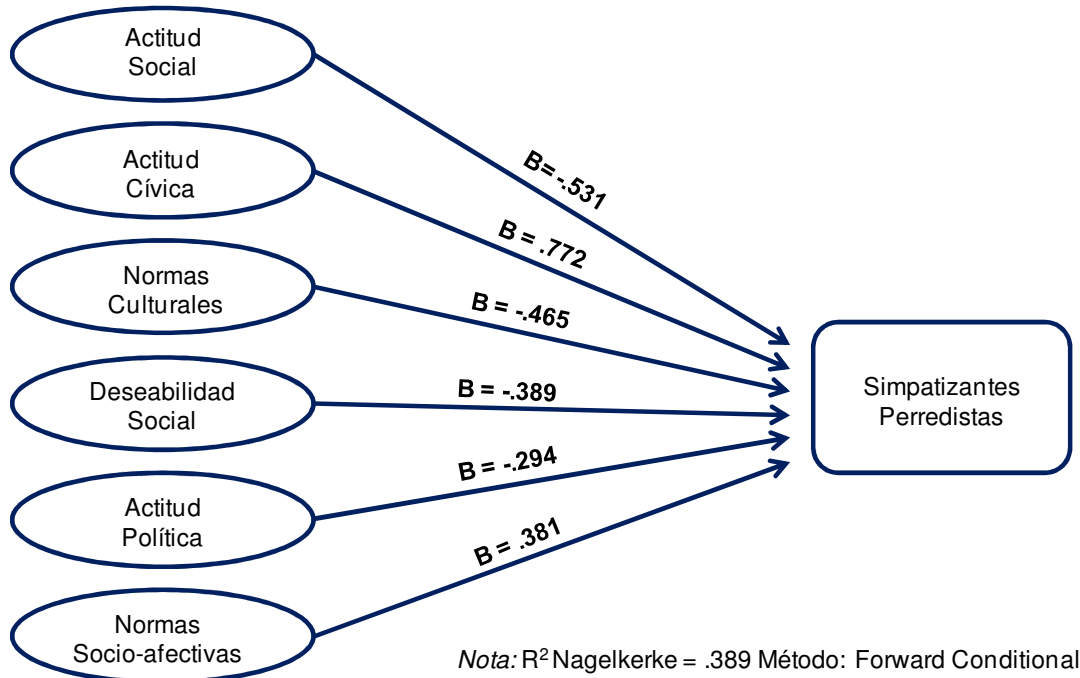 Actitud
Social
B=-.531
Actitud
Cívica
B = .772
Normas
Culturales
B = -.465
Deseabilidad
Social
B = -.389
Simpatizantes
Perredistas
Actitud
Política
B = -.294
Normas
Socio-afectivas
B = .381
Nota: R² Nagelkerke = .389 Método: Forward Conditional